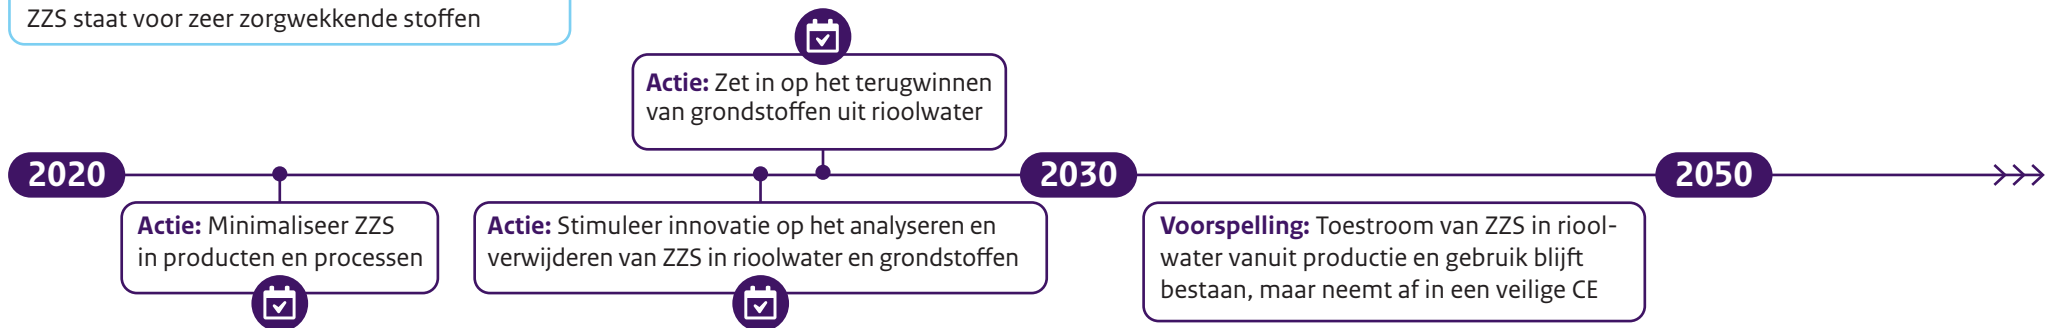 ZZS staat voor zeer zorgwekkende stoffen
Actie: Zet in op het terugwinnen
van grondstoffen uit rioolwater
2020
2030
2050
Actie: Minimaliseer ZZS
in producten en processen
Actie: Stimuleer innovatie op het analyseren en
verwijderen van ZZS in rioolwater en grondstoffen
Voorspelling: Toestroom van ZZS in riool-
water vanuit productie en gebruik blijft
bestaan, maar neemt af in een veilige CE